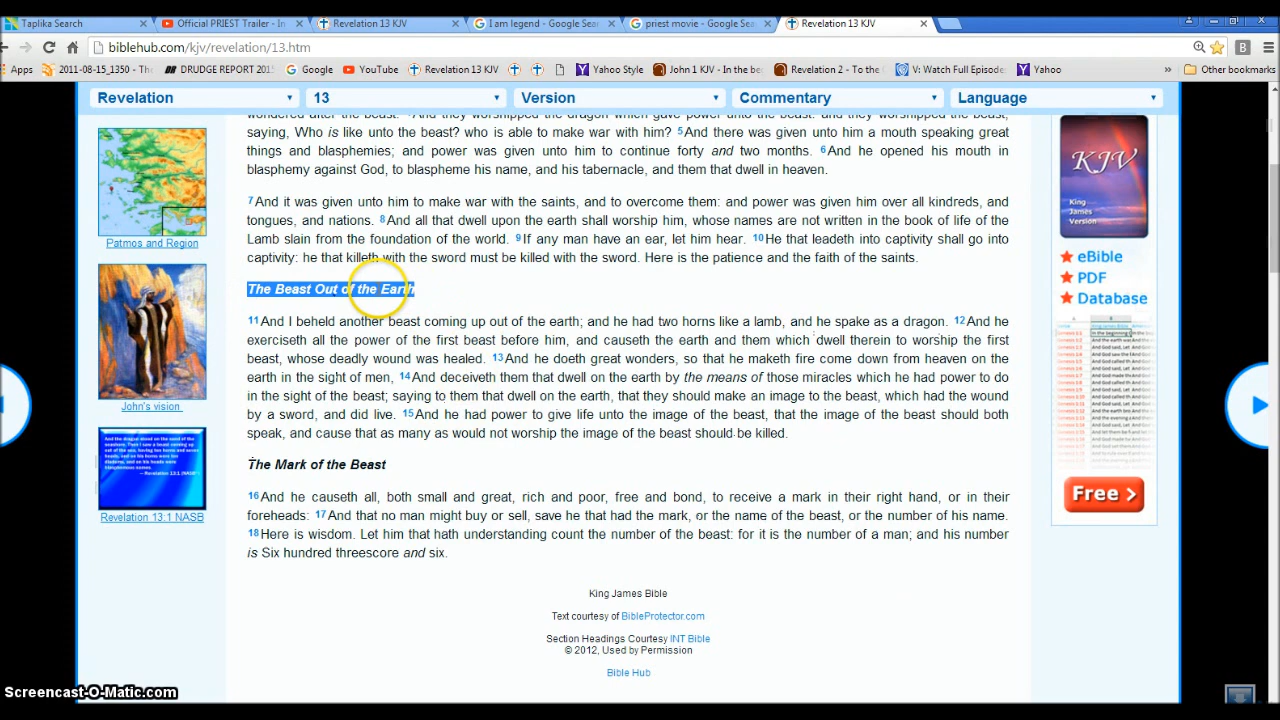 Taplika Search
Official PRIEST Trailer - In
Revelation 13 KJV
I am legend - Google Sea
priest movie - Google Sea
Revelation 13 KJV
biblehub.com/kjv/revelation/13.htm
Apps
2011-08-15_1350 - The
DRUDGE REPORT 2015
Google
YouTube
Revelation 13 KJV
Yahoo Style
John 1 KJV - In the be
Revelation 2 - To the
V: Watch Full Episode
Yahoo
»
Other bookmarks
Revelation
13
Version
Commentary
Language
wondered after the beast. And they worshipped the dragon which gave power unto the beast: and they worshipped the beast,
saying, Who is like unto the beast? who is able to make war with him? 5And there was given unto him a mouth speaking great
things and blasphemies; and power was given unto him to continue forty and two months. 6And he opened his mouth in
blasphemy against God, to blaspheme his name, and his tabernacle, and them that dwell in heaven.
7And it was given unto him to make war with the saints, and to overcome them: and power was given him over all kindreds, and
tongues, and nations. 8And all that dwell upon the earth shall worship him, whose names are not written in the book of life of the
Lamb slain from the foundation of the world. 9If any man have an ear, let him hear. 10He that leadeth into captivity shall go into
captivity: he that killeth with the sword must be killed with the sword. Here is the patience and the faith of the saints.
The Beast Out of the Earth
11And I beheld another beast coming up out of the earth; and he had two horns like a lamb, and he spake as a dragon. 12And he
exerciseth all the power of the first beast before him, and causeth the earth and them which dwell therein to worship the first
beast, whose deadly wound was healed. 13And he doeth great wonders, so that he maketh fire come down from heaven on the
earth in the sight of men, 14And deceiveth them that dwell on the earth by the means of those miracles which he had power to do
in the sight of the beast; saying to them that dwell on the earth, that they should make an image to the beast, which had the wound
by a sword, and did live. 15And he had power to give life unto the image of the beast, that the image of the beast should both
speak, and cause that as many as would not worship the image of the beast should be killed.
The Mark of the Beast
16And he causeth all, both small and great, rich and poor, free and bond, to receive a mark in their right hand, or in their
foreheads: 17And that no man might buy or sell, save he that had the mark, or the name of the beast, or the number of his name.
18Here is wisdom. Let him that hath understanding count the number of the beast: for it is the number of a man; and his number
is Six hundred threescore and six.
King James Bible
Text courtesy of BibleProtector.com
Section Headings Courtesy INT Bible
© 2012, Used by Permission
Bible Hub
Patmos and Region
John's vision
Revelation 13:1 NASB
KJV
King
James
Version
eBible
PDF
Database
Free >
Screencast-O-Matic.com